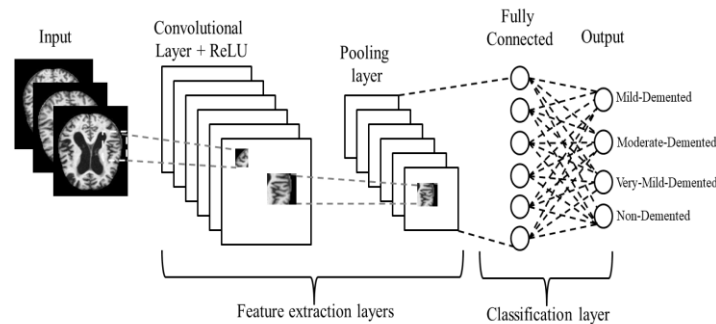 Input
Convolutional
Layer + ReLU
Pooling
layer
Fully
Connected
Output
Mild-Demented
Moderate-Demented
Very-Mild-Demented
Non-Demented
Feature extraction layers
Classification layer